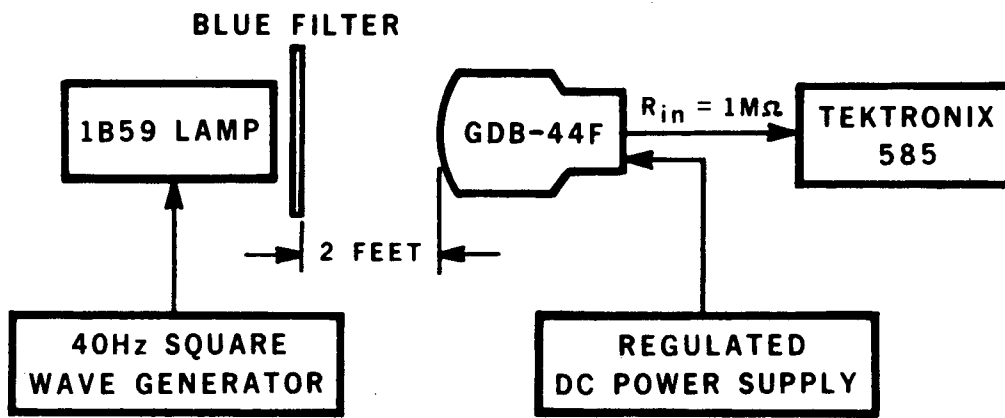 BLUE FILTER
1B59 LAMP
GDB-44F
R_in = 1MΩ
TEKTRONIX
585
2 FEET
40Hz SQUARE
WAVE GENERATOR
REGULATED
DC POWER SUPPLY